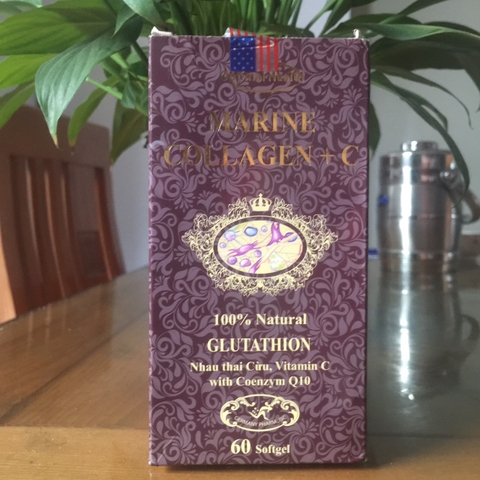 MARINE
COLLAGEN + C
100% Natural
GLUTATHION
Nhau thai Cừu, Vitamin C
with Coenzym Q10
60 Softgel